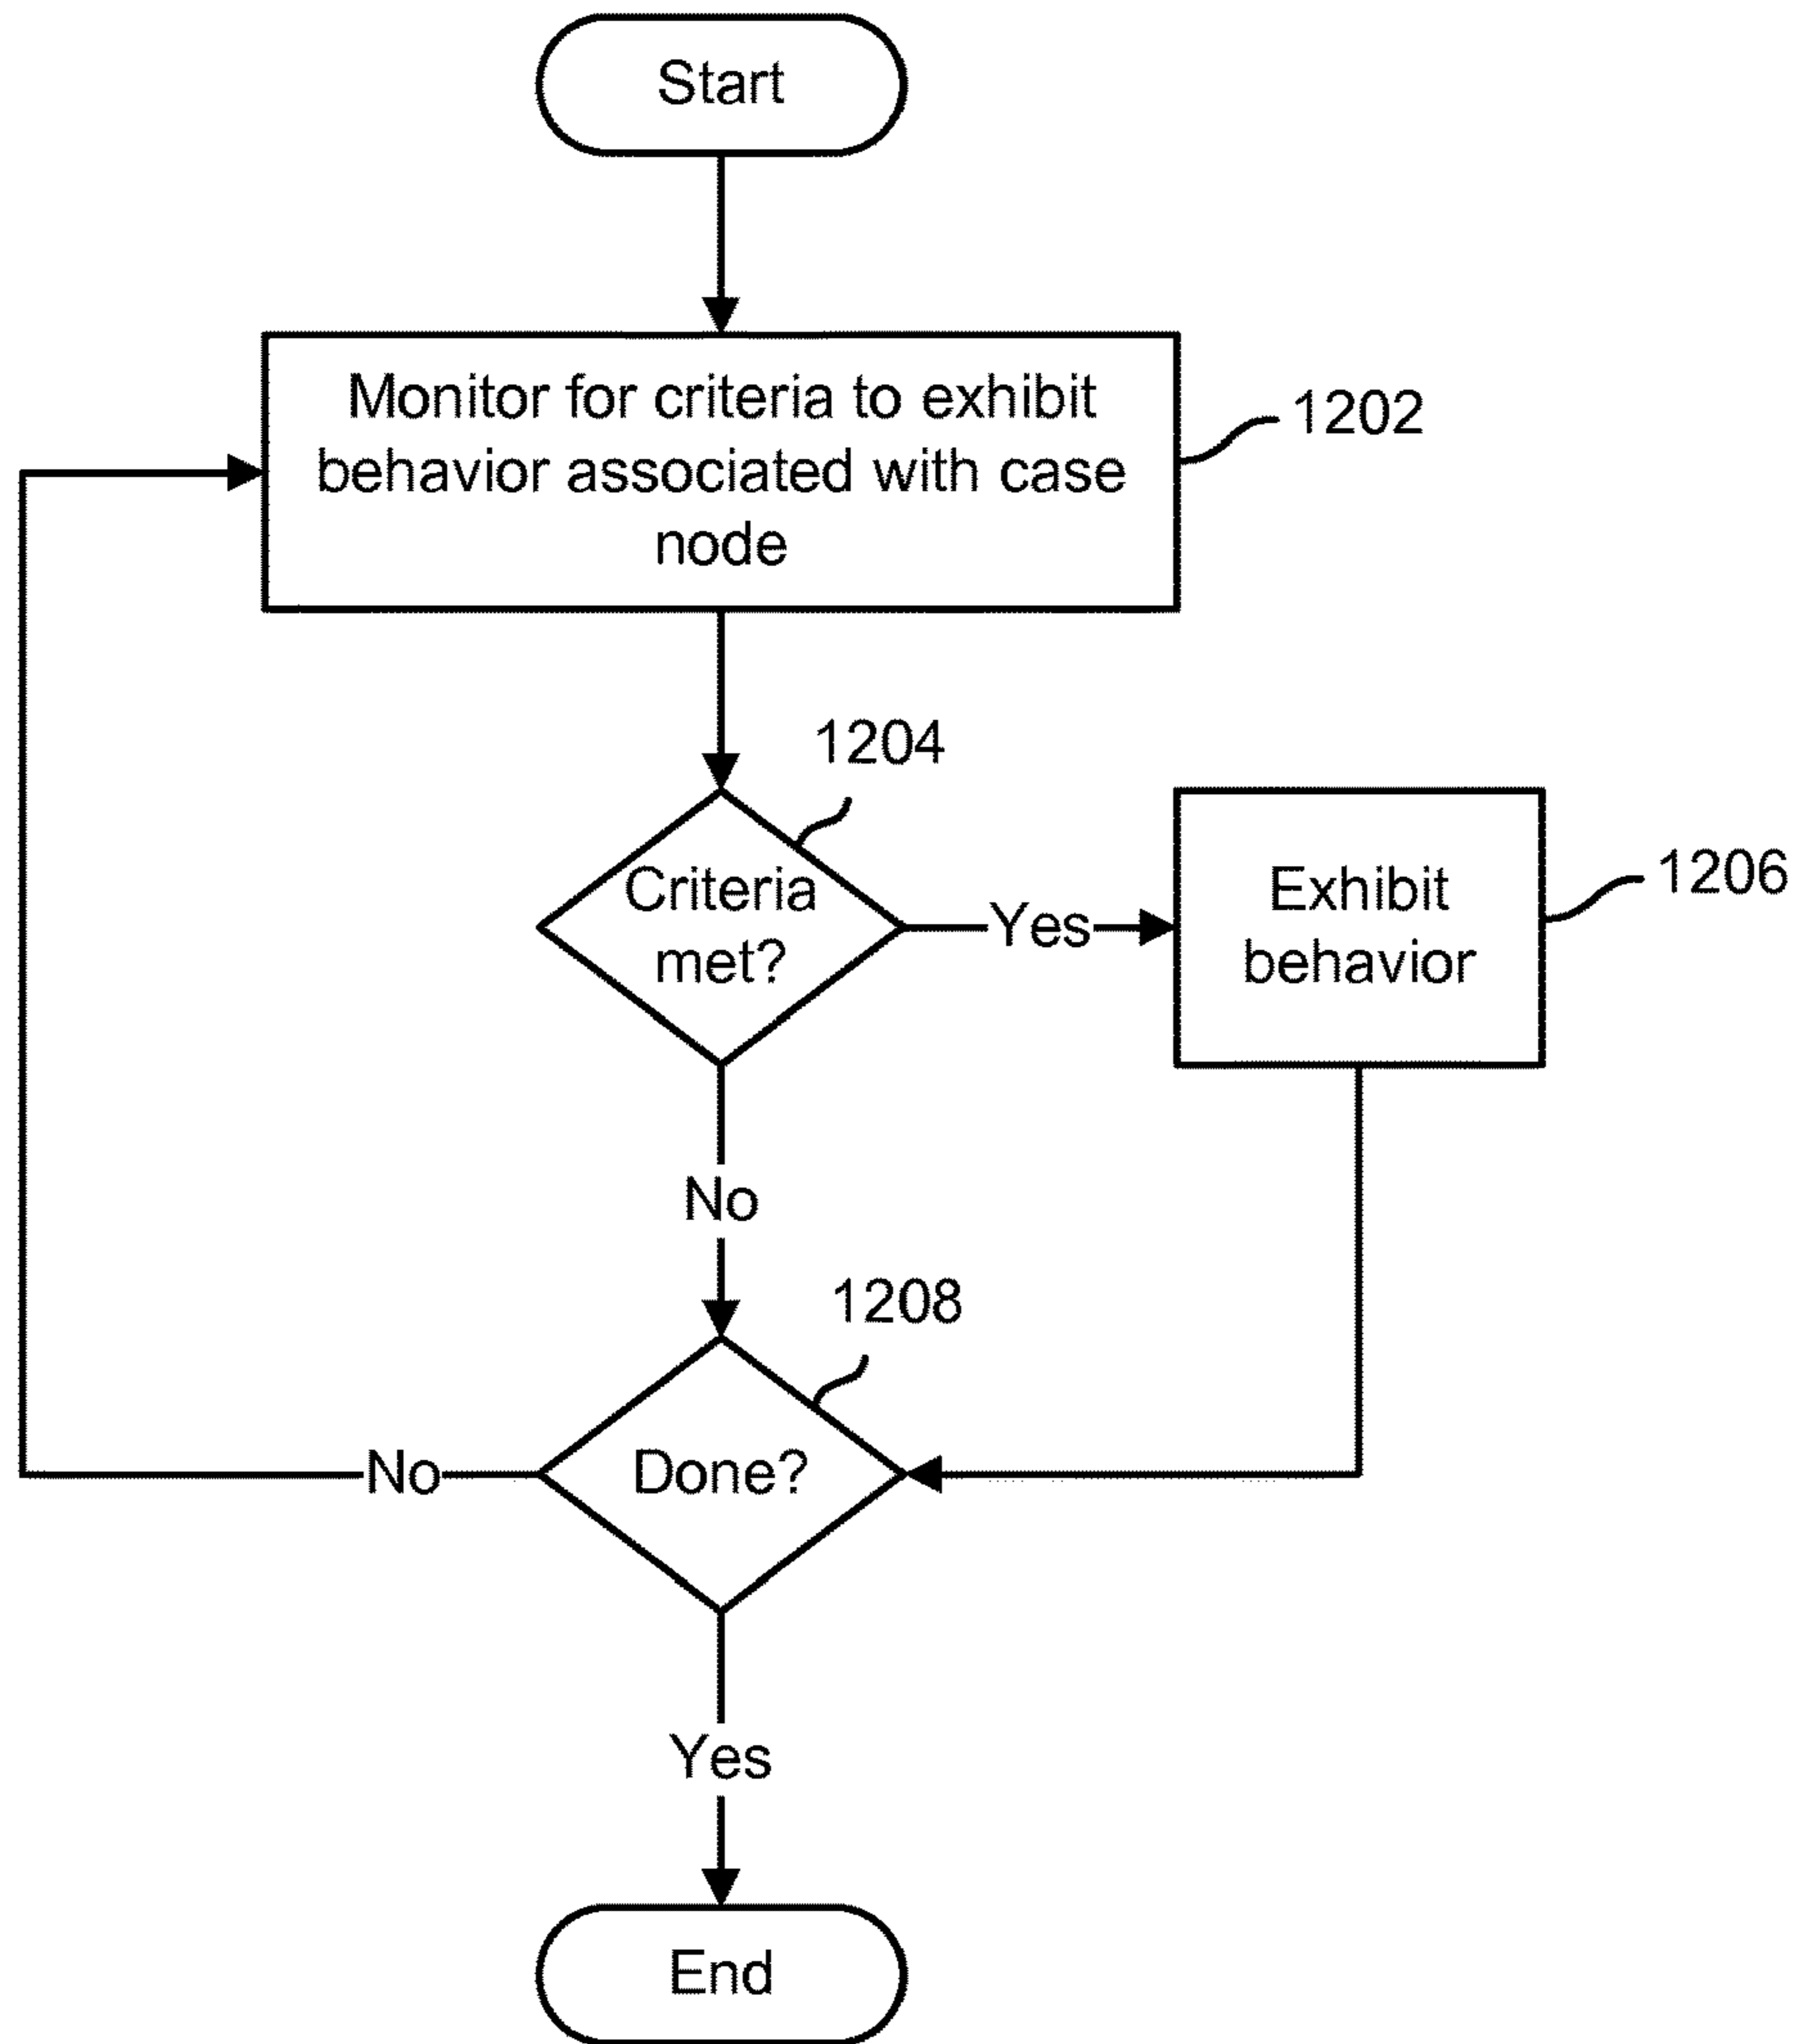 Start
Monitor for criteria to exhibit
behavior associated with case
node
1202
1204
Criteria
met?
Yes
Exhibit
behavior
1206
No
1208
Done?
No
Yes
End